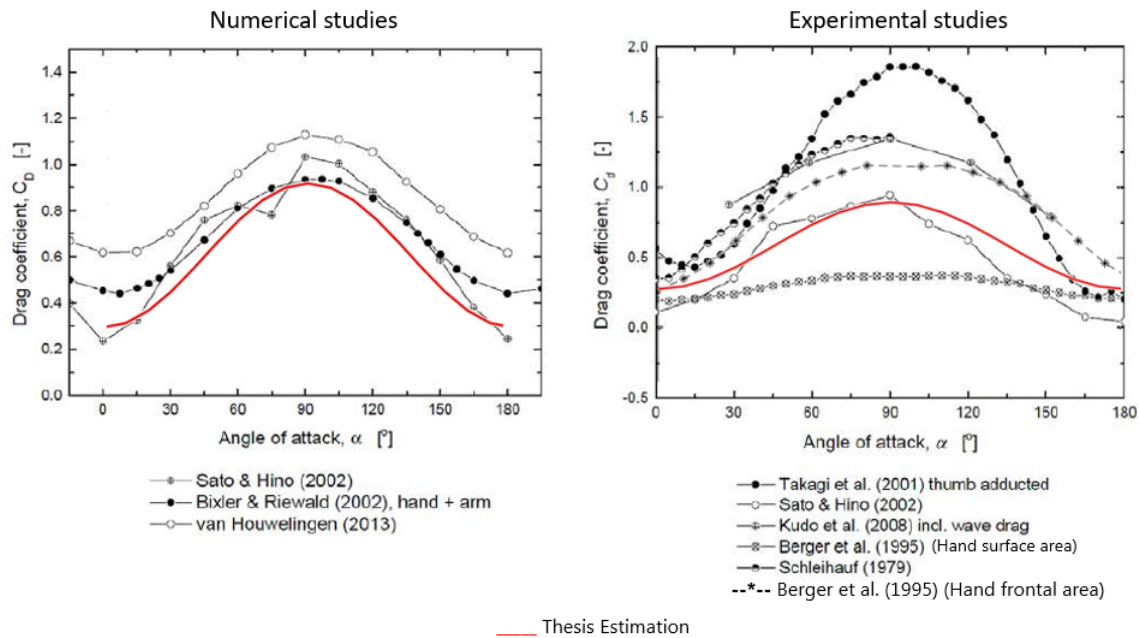 Numerical studies
Experimental studies
Drag coefficient, C_D [-]
1.4
1.2
1.0
0.8
0.6
0.4
0.2
0.0
0 30 60 90 120 150 180
Angle of attack, α [°]
Sato & Hino (2002)
Bixler & Riewald (2002), hand + arm
van Houwelingen (2013)
Drag coefficient, C_d [-]
2.0
1.5
1.0
0.5
0.0
-0.5
0 30 60 90 120 150 180
Angle of attack, α [°]
Takagi et al. (2001) thumb adducted
Sato & Hino (2002)
Kudo et al. (2008) incl. wave drag
Berger et al. (1995) (Hand surface area)
Schleihauf (1979)
--*-- Berger et al. (1995) (Hand frontal area)
Thesis Estimation